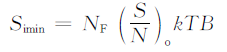 S_imin = N_F (S/N)_o kTB